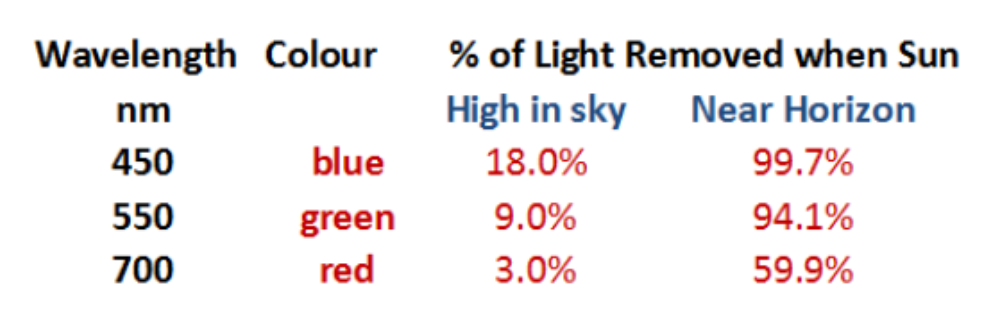 Wavelength Colour % of Light Removed when Sun
nm High in sky Near Horizon
450 blue 18.0% 99.7%
550 green 9.0% 94.1%
700 red 3.0% 59.9%